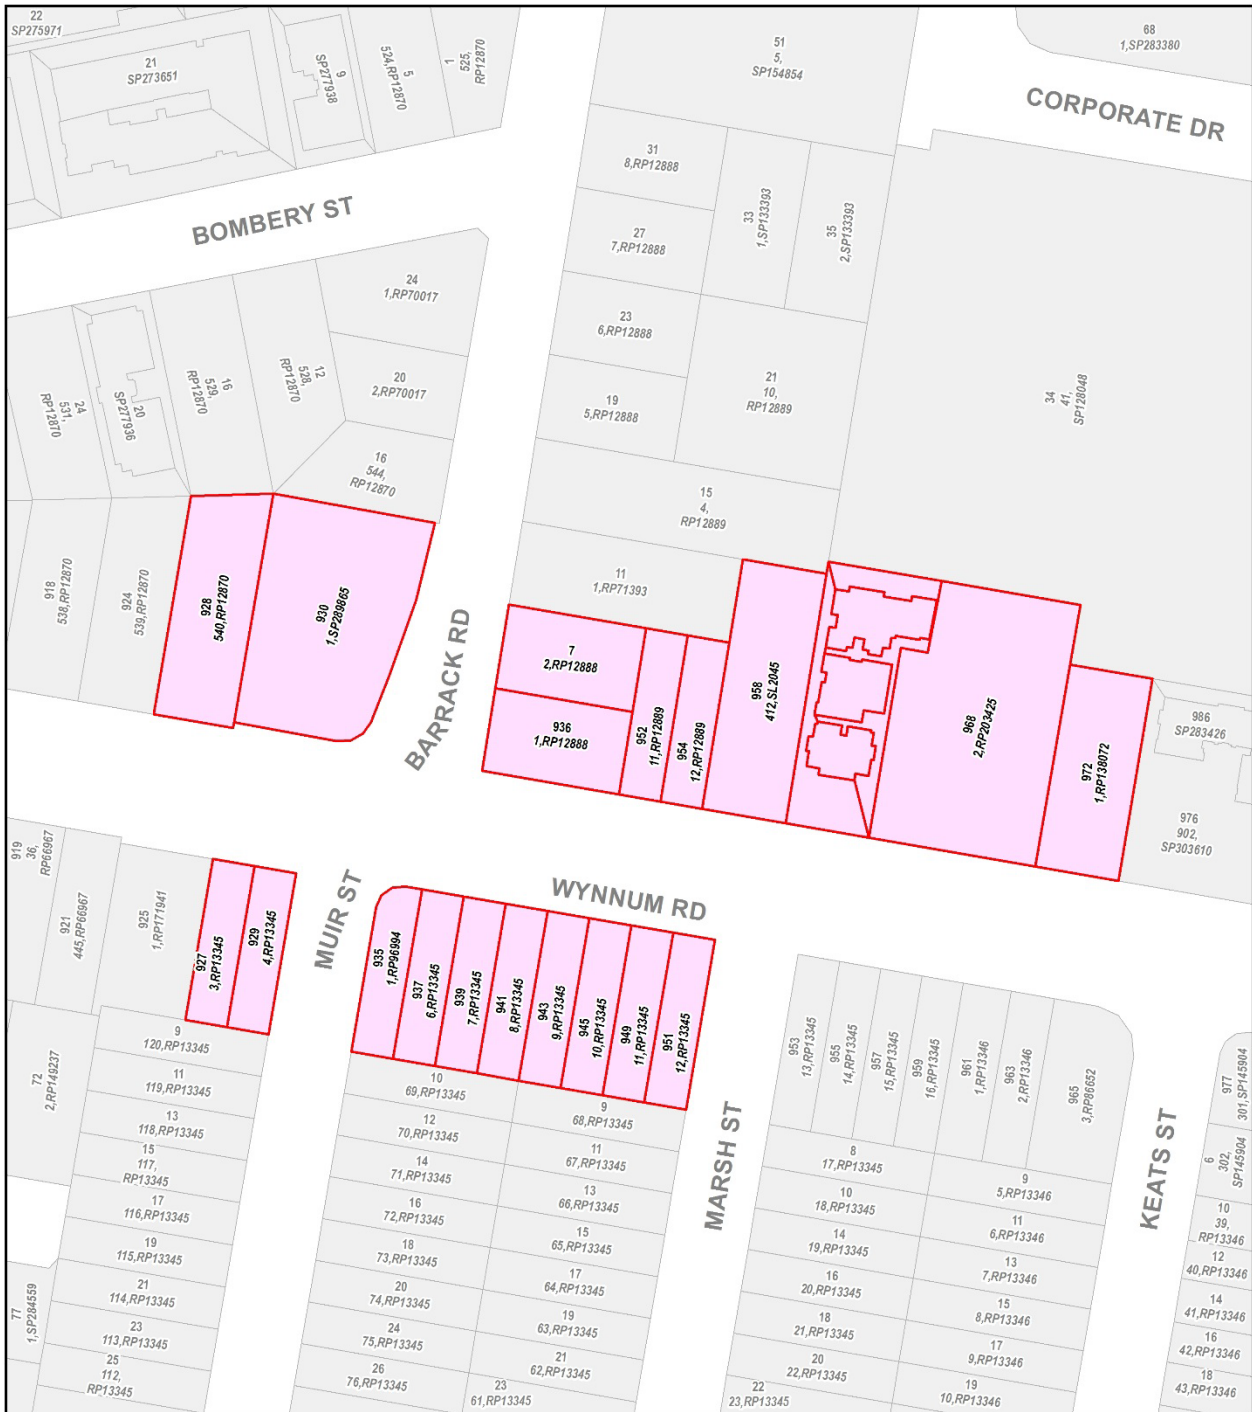 22
SP275971
21
SP273651
9
SP277938
5
524,RP12870
1
525,
RP12870
51
5,
SP154854
68
1,SP283380
CORPORATE DR
31
8,RP12888
33
1,SP133393
35
2,SP133393
27
7,RP12888
BOMBERY ST
24
1,RP70017
23
6,RP12888
20
2,RP70017
12
528,
RP12870
16
529,
RP12870
20
SP277936
24
531,
RP12870
19
5,RP12888
21
10,
RP12889
34
41,
SP128048
16
544,
RP12870
15
4,
RP12889
11
1,RP71393
918
538,RP12870
924
539,RP12870
928
540,RP12870
930
1,SP289865
BARRACK RD
7
2,RP12888
936
1,RP12888
952
11,RP12889
954
12,RP12889
958
412,SL2045
968
2,RP203425
972
1,RP138072
986
SP283426
976
902,
SP303610
919
36,
RP66967
921
445,RP66967
925
1,RP171941
927
3,RP13345
929
4,RP13345
MUIR ST
WYNNUM RD
935
1,RP96994
937
6,RP13345
939
7,RP13345
941
8,RP13345
943
9,RP13345
945
10,RP13345
949
11,RP13345
951
12,RP13345
953
13,RP13345
955
14,RP13345
957
15,RP13345
959
16,RP13345
961
1,RP13346
963
2,RP13346
965
3,RP86652
977
301,SP145904
6
302,
SP145904
72
2,RP149237
9
120,RP13345
11
119,RP13345
13
118,RP13345
15
117,
RP13345
17
116,RP13345
19
115,RP13345
21
114,RP13345
23
113,RP13345
25
112,
RP13345
77
1,SP284559
10
69,RP13345
12
70,RP13345
14
71,RP13345
16
72,RP13345
18
73,RP13345
20
74,RP13345
24
75,RP13345
26
76,RP13345
9
68,RP13345
11
67,RP13345
13
66,RP13345
15
65,RP13345
17
64,RP13345
19
63,RP13345
21
62,RP13345
23
61,RP13345
MARSH ST
8
17,RP13345
10
18,RP13345
14
19,RP13345
16
20,RP13345
18
21,RP13345
20
22,RP13345
22
23,RP13345
9
5,RP13346
11
6,RP13346
13
7,RP13346
15
8,RP13346
17
9,RP13346
19
10,RP13346
KEATS ST
10
39,
RP13346
12
40,RP13346
14
41,RP13346
16
42,RP13346
18
43,RP13346